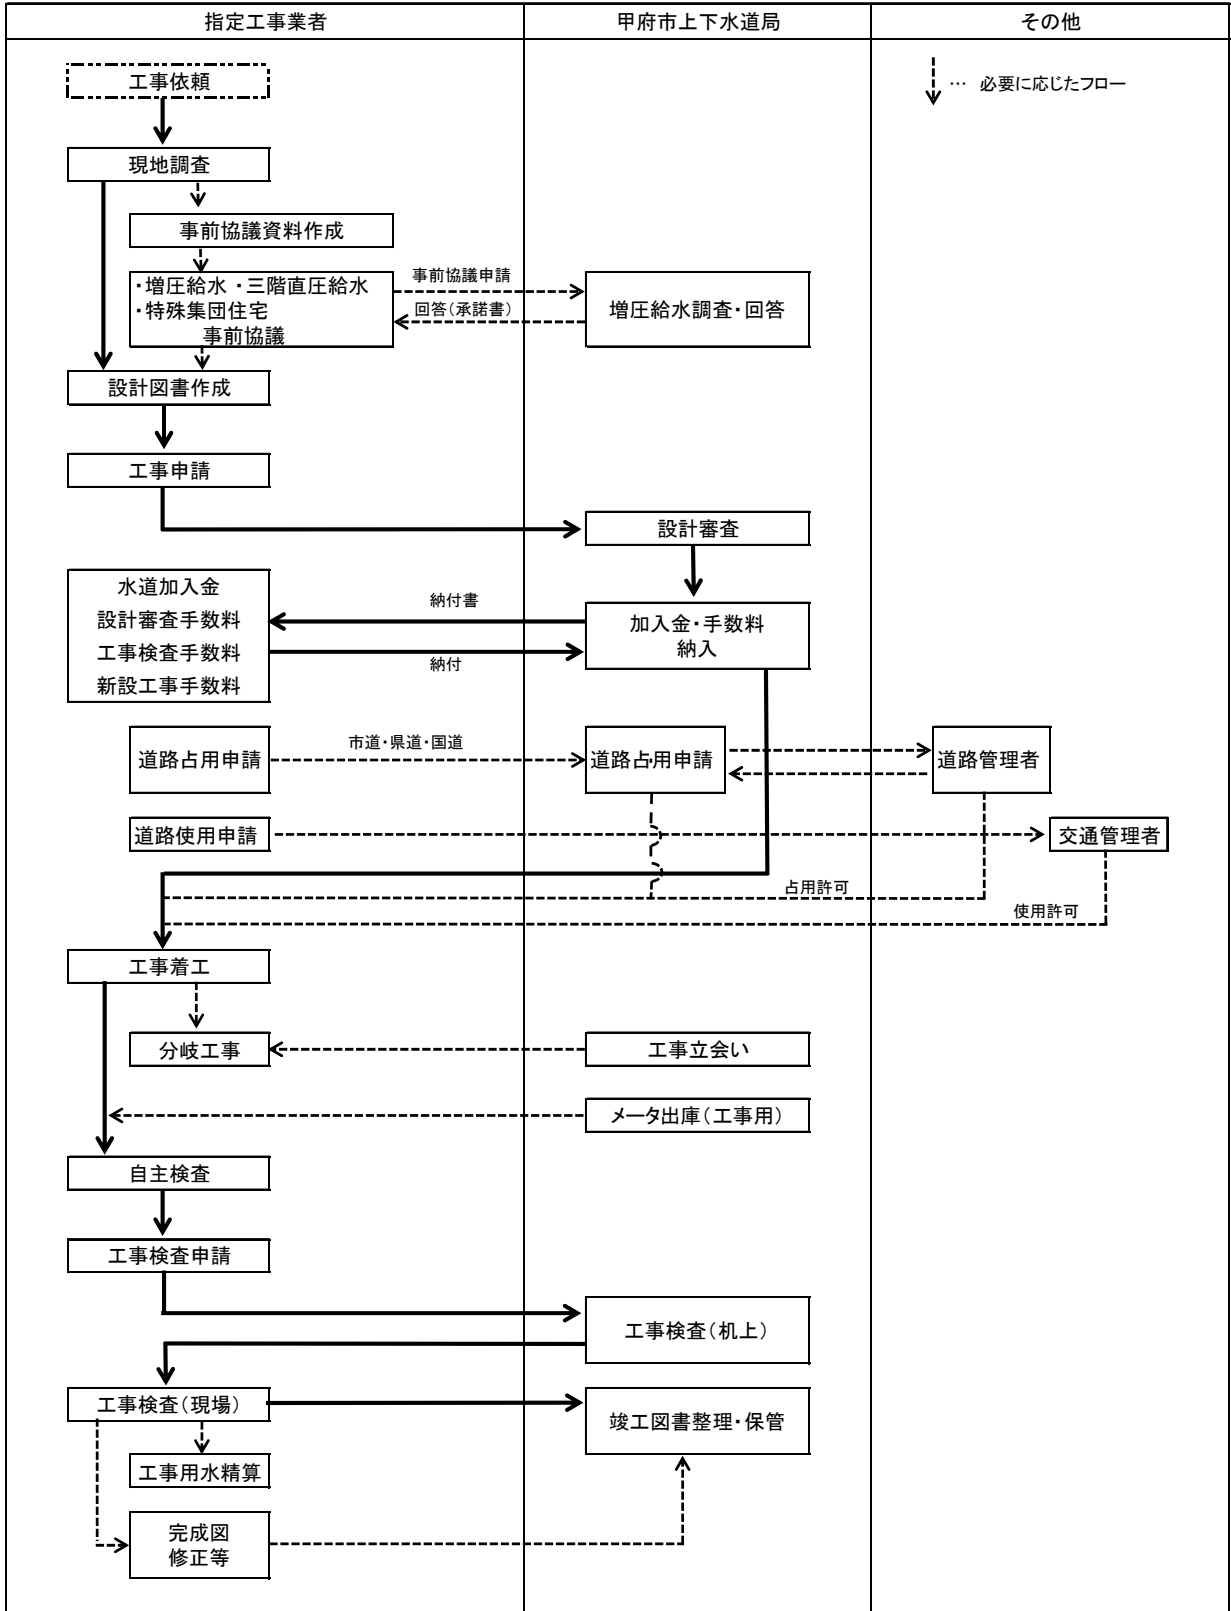 指定工事業者
甲府市上下水道局
その他
工事依頼
… 必要に応じたフロー
現地調査
事前協議資料作成
・増圧給水 ・三階直圧給水
・特殊集団住宅
事前協議
事前協議申請
回答(承諾書)
増圧給水調査・回答
設計図書作成
工事申請
設計審査
水道加入金
設計審査手数料
工事検査手数料
新設工事手数料
納付書
納付
加入金・手数料
納入
道路占用申請
市道・県道・国道
道路占用申請
道路管理者
道路使用申請
交通管理者
占用許可
使用許可
工事着工
分岐工事
工事立会い
メータ出庫(工事用)
自主検査
工事検査申請
工事検査(机上)
工事検査(現場)
竣工図書整理・保管
工事用水精算
完成図
修正等